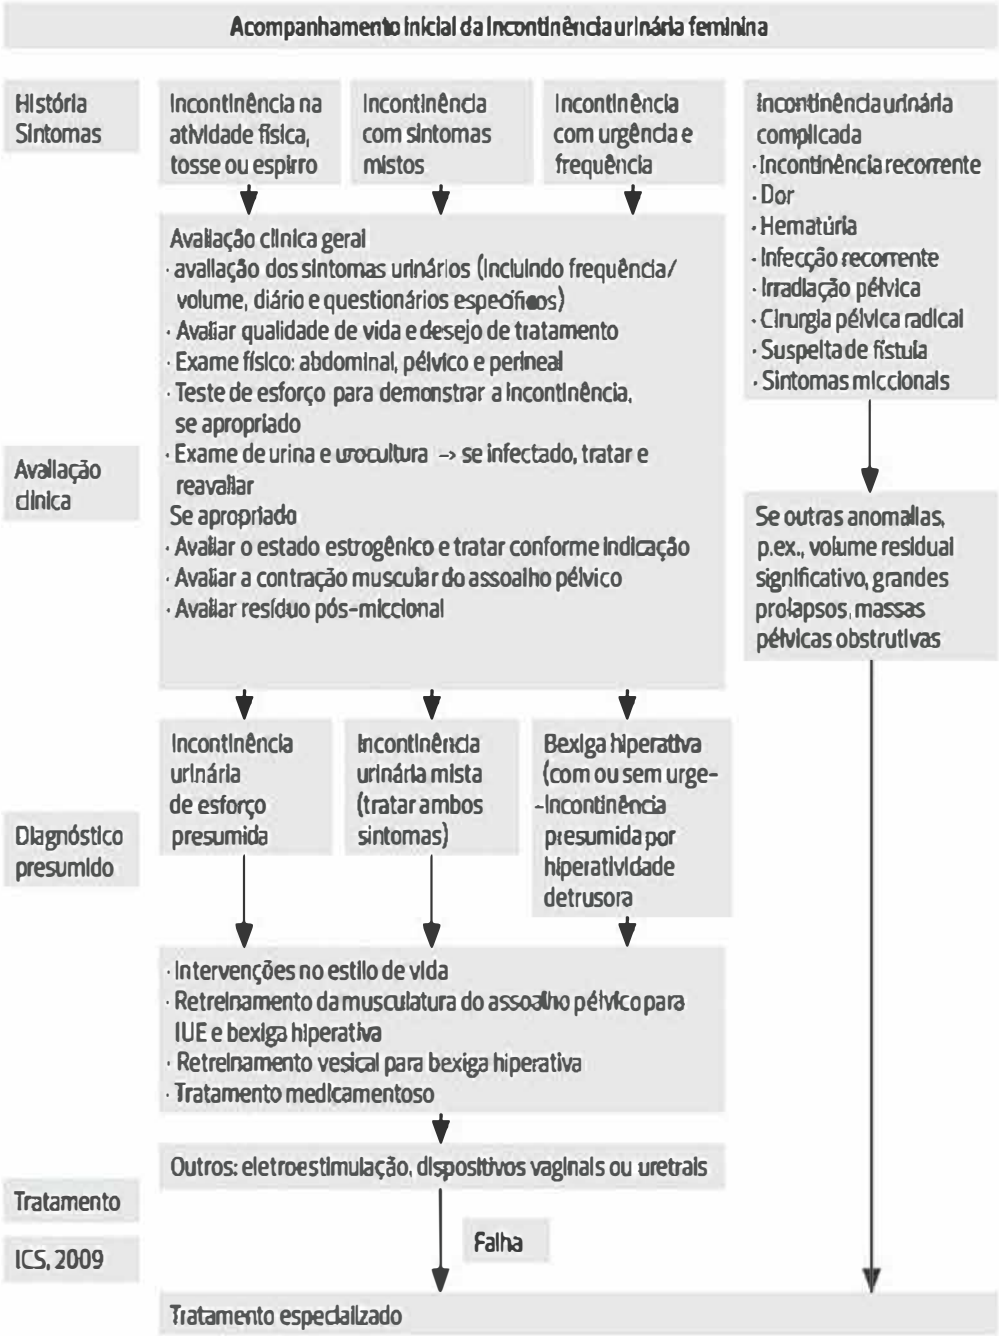 Acompanhamento inicial da incontinência urinária feminina
História
Sintomas
Incontinência na
atividade física,
tosse ou espirro
Incontinência
com sintomas
mistos
Incontinência
com urgência e
frequência
Incontinência urinária
complicada
· Incontinência recorrente
· Dor
· Hematúria
· Infecção recorrente
· Irradiação pélvica
· Cirurgia pélvica radical
· Suspeita de fístula
· Sintomas miccionais
Avaliação
clínica
Avaliação clínica geral
· avaliação dos sintomas urinários (incluindo frequência/
volume, diário e questionários específicos)
· Avaliar qualidade de vida e desejo de tratamento
· Exame físico: abdominal, pélvico e perineal
· Teste de esforço para demonstrar a incontinência,
se apropriado
· Exame de urina e urocultura -> se infectado, tratar e
reavaliar
Se apropriado
· Avaliar o estado estrogênico e tratar conforme indicação
· Avaliar a contração muscular do assoalho pélvico
· Avaliar resíduo pós-miccional
Se outras anomalias,
p.ex., volume residual
significativo, grandes
prolapsos, massas
pélvicas obstrutivas
Diagnóstico
presumido
Incontinência
urinária
de esforço
presumida
Incontinência
urinária mista
(tratar ambos
sintomas)
Bexiga hiperativa
(com ou sem urge-
-incontinência
presumida por
hiperatividade
detrusora
· Intervenções no estilo de vida
· Retreinamento da musculatura do assoalho pélvico para
IUE e bexiga hiperativa
· Retreinamento vesical para bexiga hiperativa
· Tratamento medicamentoso
Outros: eletroestimulação, dispositivos vaginais ou uretrais
Tratamento
ICS, 2009
Falha
Tratamento especializado